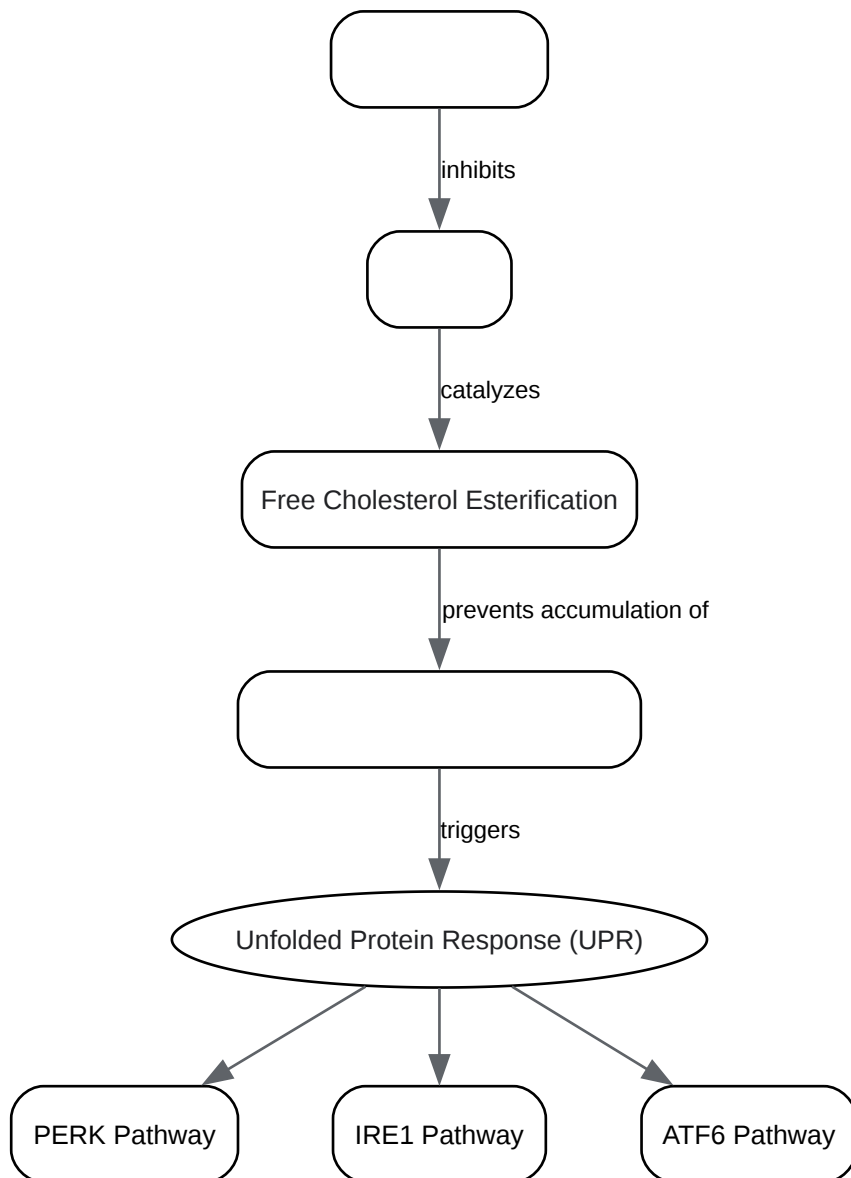 inhibits
catalyzes
Free Cholesterol Esterification
prevents accumulation of
triggers
Unfolded Protein Response (UPR)
PERK Pathway
IRE1 Pathway
ATF6 Pathway